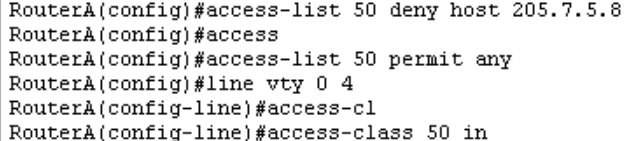 RouterA(config)#access-list 50 deny host 205.7.5.8
RouterA(config)#access
RouterA(config)#access-list 50 permit any
RouterA(config)#line vty 0 4
RouterA(config-line)#access-cl
RouterA(config-line)#access-class 50 in